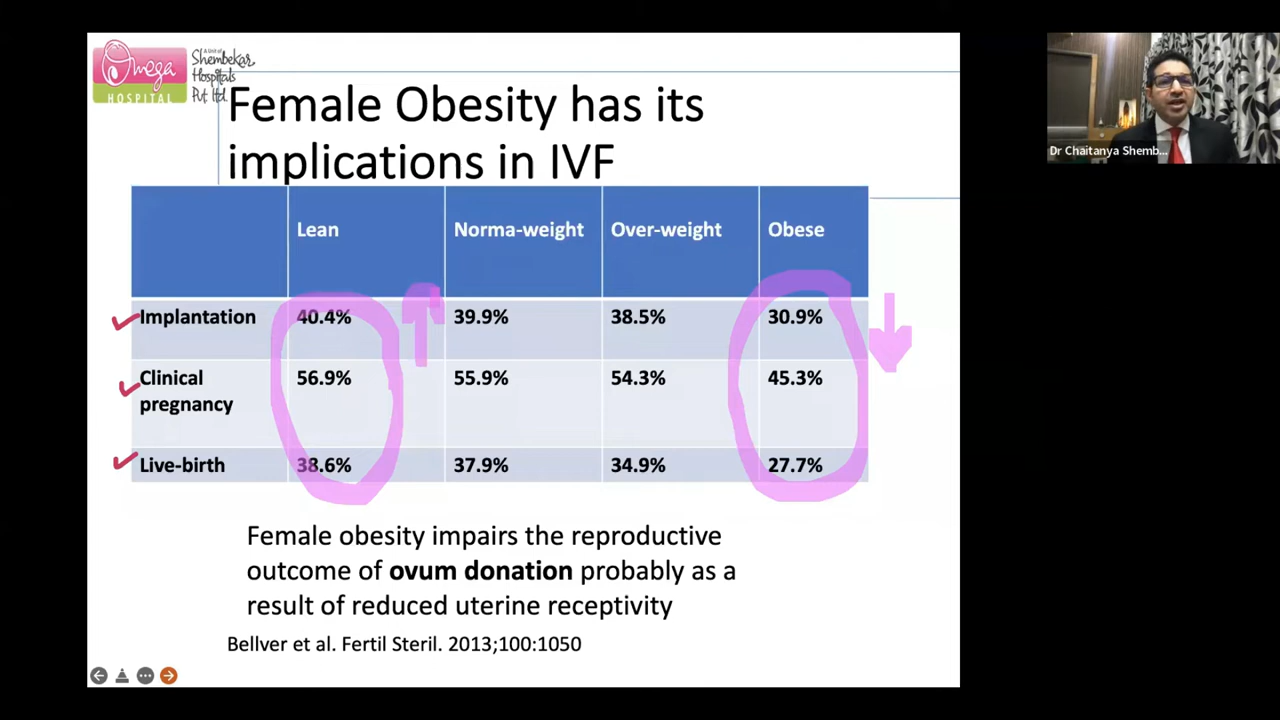 Omega
HOSPITAL
A Unit of
Shembekar
Hospitals
Pvt. Ltd.
Female Obesity has its
implications in IVF
Lean Norma-weight Over-weight Obese
Implantation 40.4% 39.9% 38.5% 30.9%
Clinical 56.9% 55.9% 54.3% 45.3%
pregnancy
Live-birth 38.6% 37.9% 34.9% 27.7%
Female obesity impairs the reproductive
outcome of ovum donation probably as a
result of reduced uterine receptivity
Bellver et al. Fertil Steril. 2013;100:1050
Dr Chaitanya Shemb...